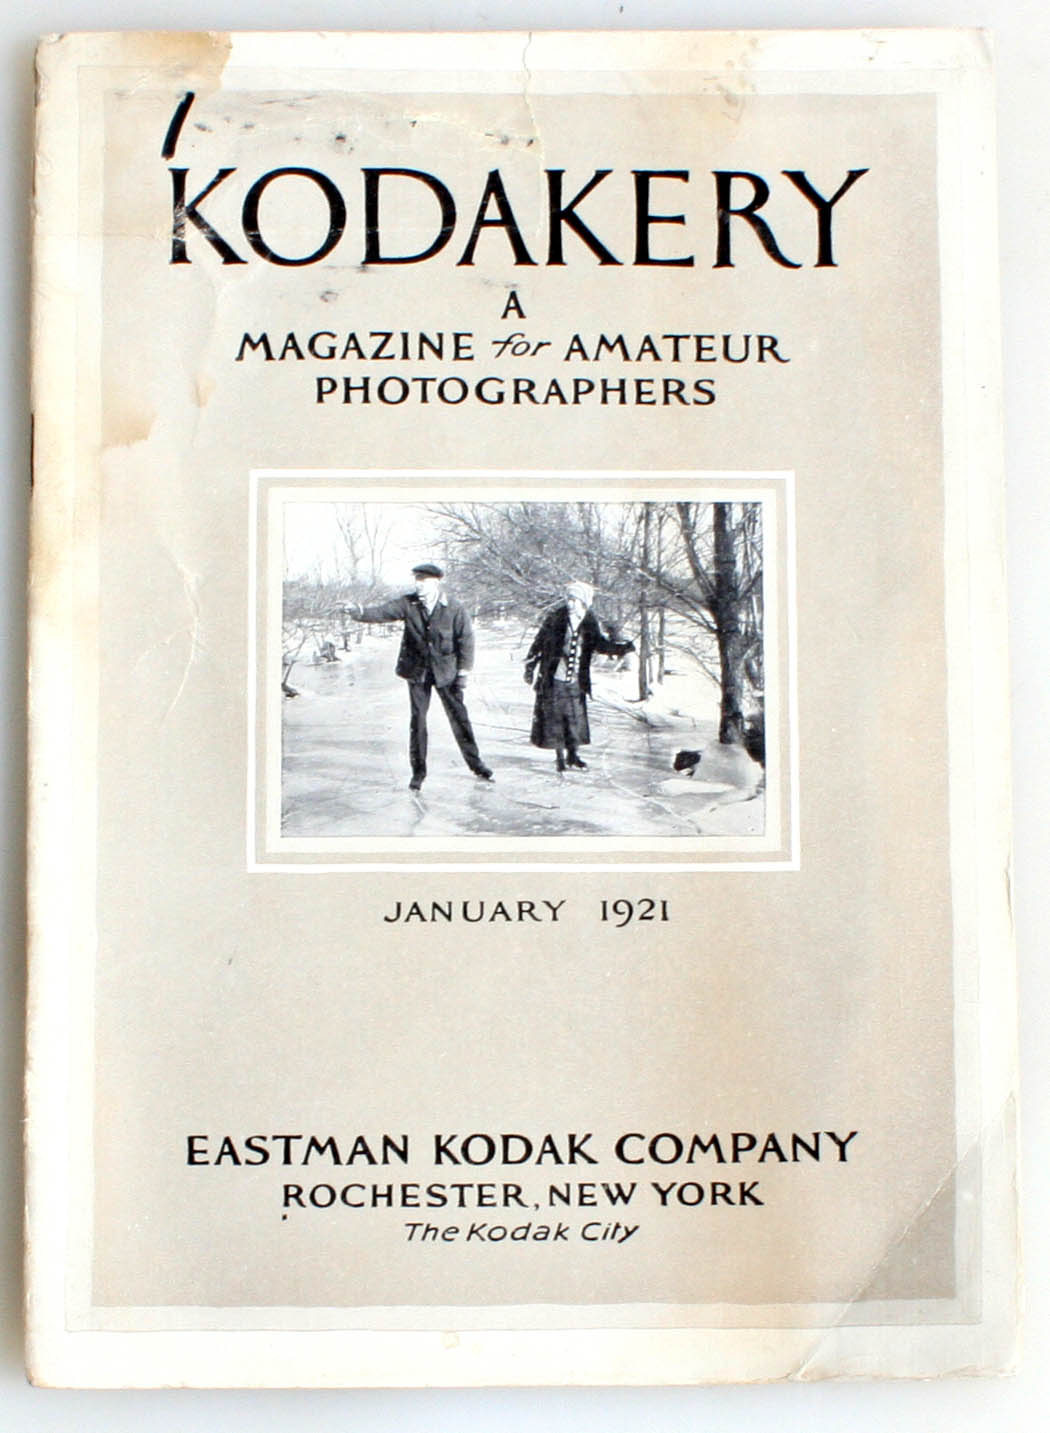 KODAKERY
A
MAGAZINE for AMATEUR
PHOTOGRAPHERS
JANUARY 1921
EASTMAN KODAK COMPANY
ROCHESTER, NEW YORK
The Kodak City